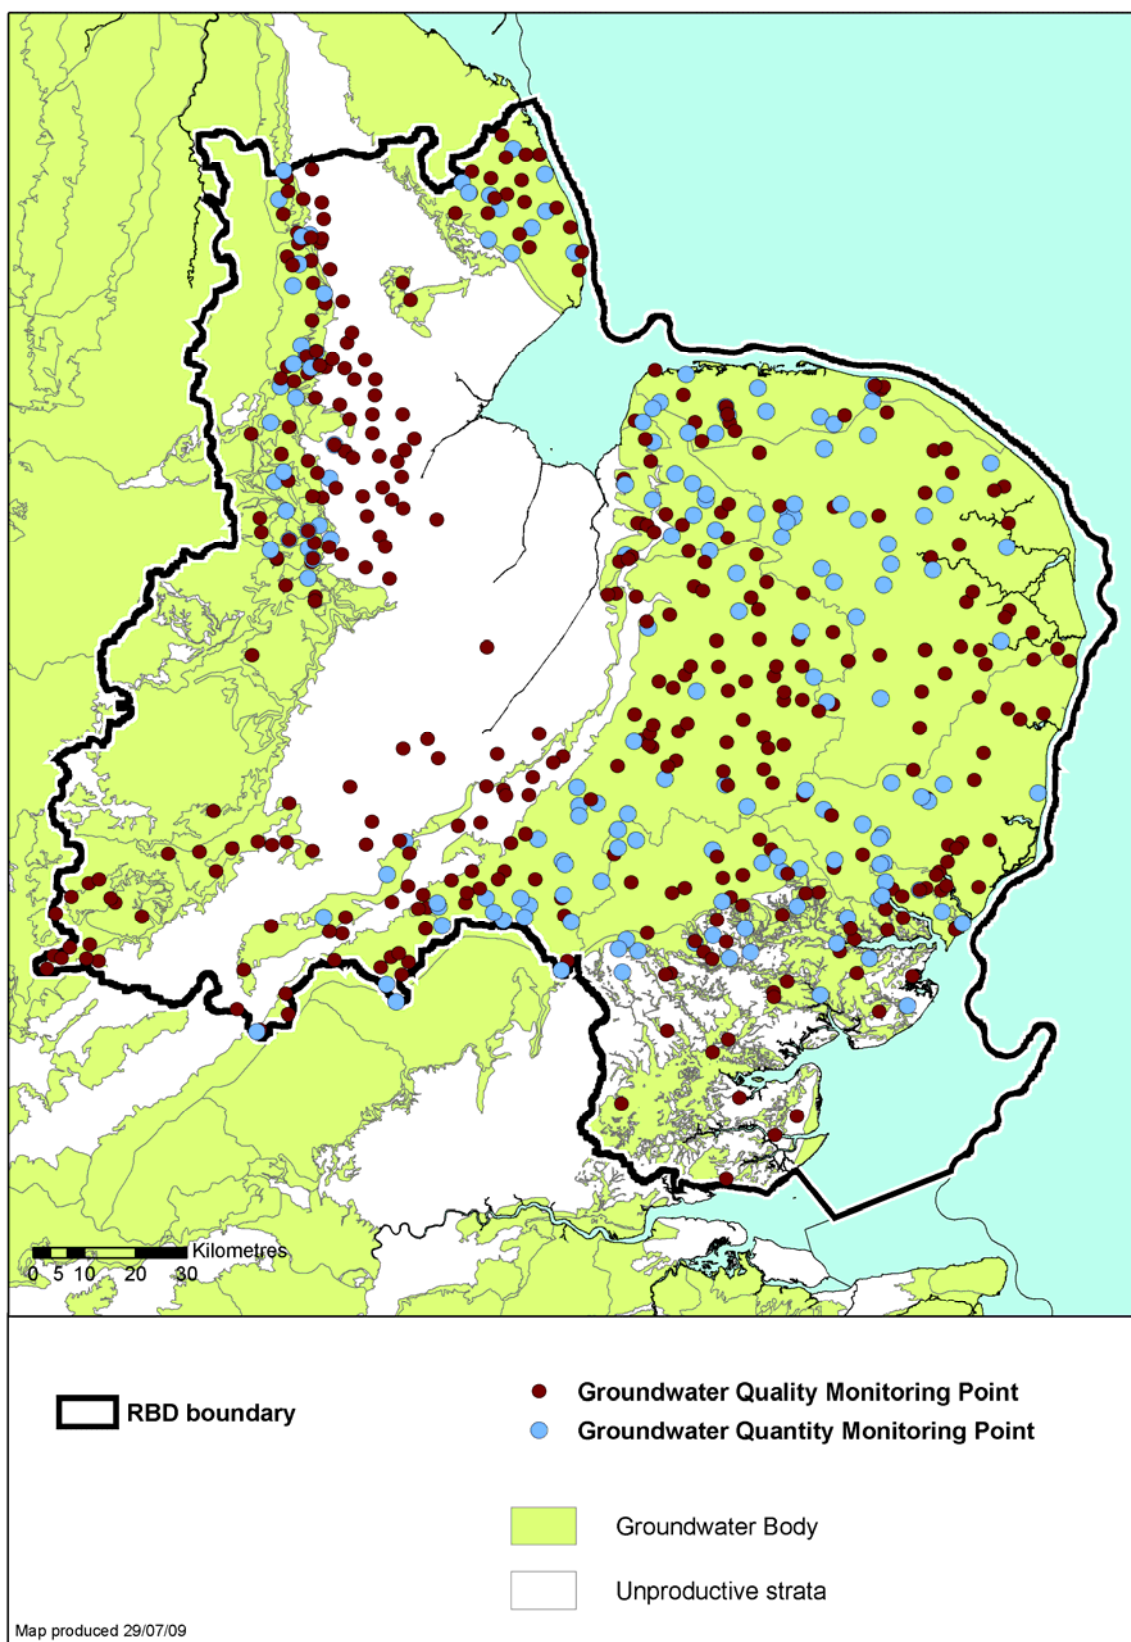 Kilometres
0 5 10 20 30
RBD boundary
Groundwater Quality Monitoring Point
Groundwater Quantity Monitoring Point
Groundwater Body
Unproductive strata
Map produced 29/07/09